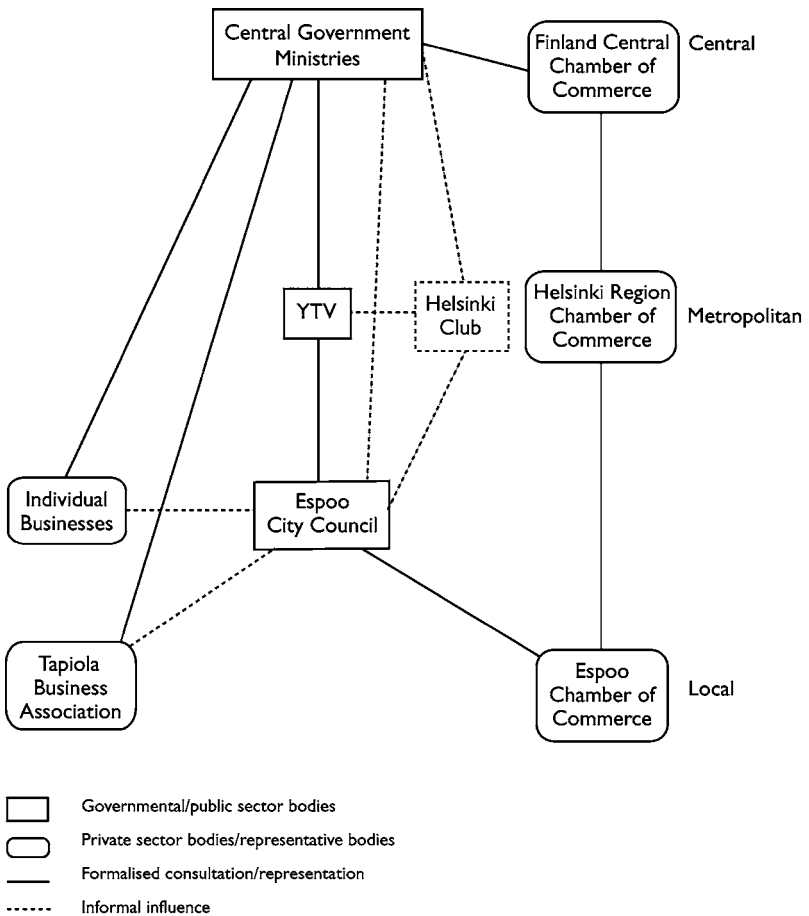 Central Government
Ministries
Finland Central
Chamber of
Commerce
Central
YTV
Helsinki
Club
Helsinki Region
Chamber of
Commerce
Metropolitan
Individual
Businesses
Espoo
City Council
Tapiola
Business
Association
Espoo
Chamber of
Commerce
Local
Governmental/public sector bodies
Private sector bodies/representative bodies
Formalised consultation/representation
Informal influence